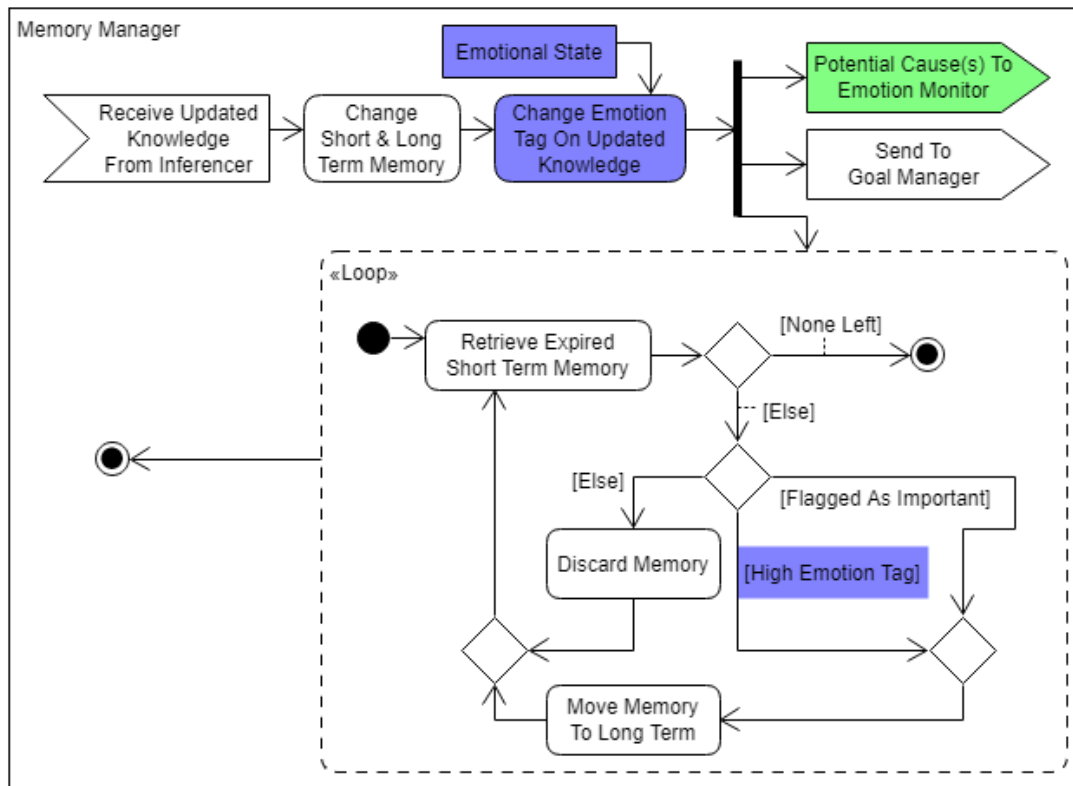 Memory Manager
Emotional State
Potential Cause(s) To
Emotion Monitor
Receive Updated
Knowledge
From Inferencer
Change
Short & Long
Term Memory
Change Emotion
Tag On Updated
Knowledge
Send To
Goal Manager
«Loop»
Retrieve Expired
Short Term Memory
[None Left]
[Else]
[Else]
[Flagged As Important]
Discard Memory
[High Emotion Tag]
Move Memory
To Long Term